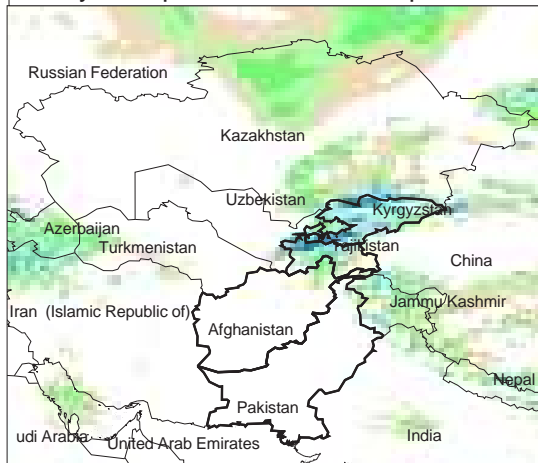 Russian Federation
Kazakhstan
Uzbekistan
Kyrgyzstan
Azerbaijan
Turkmenistan
Tajikistan
China
Iran (Islamic Republic of)
Jammu Kashmir
Afghanistan
Nepal
Pakistan
udi Arabia
United Arab Emirates
India